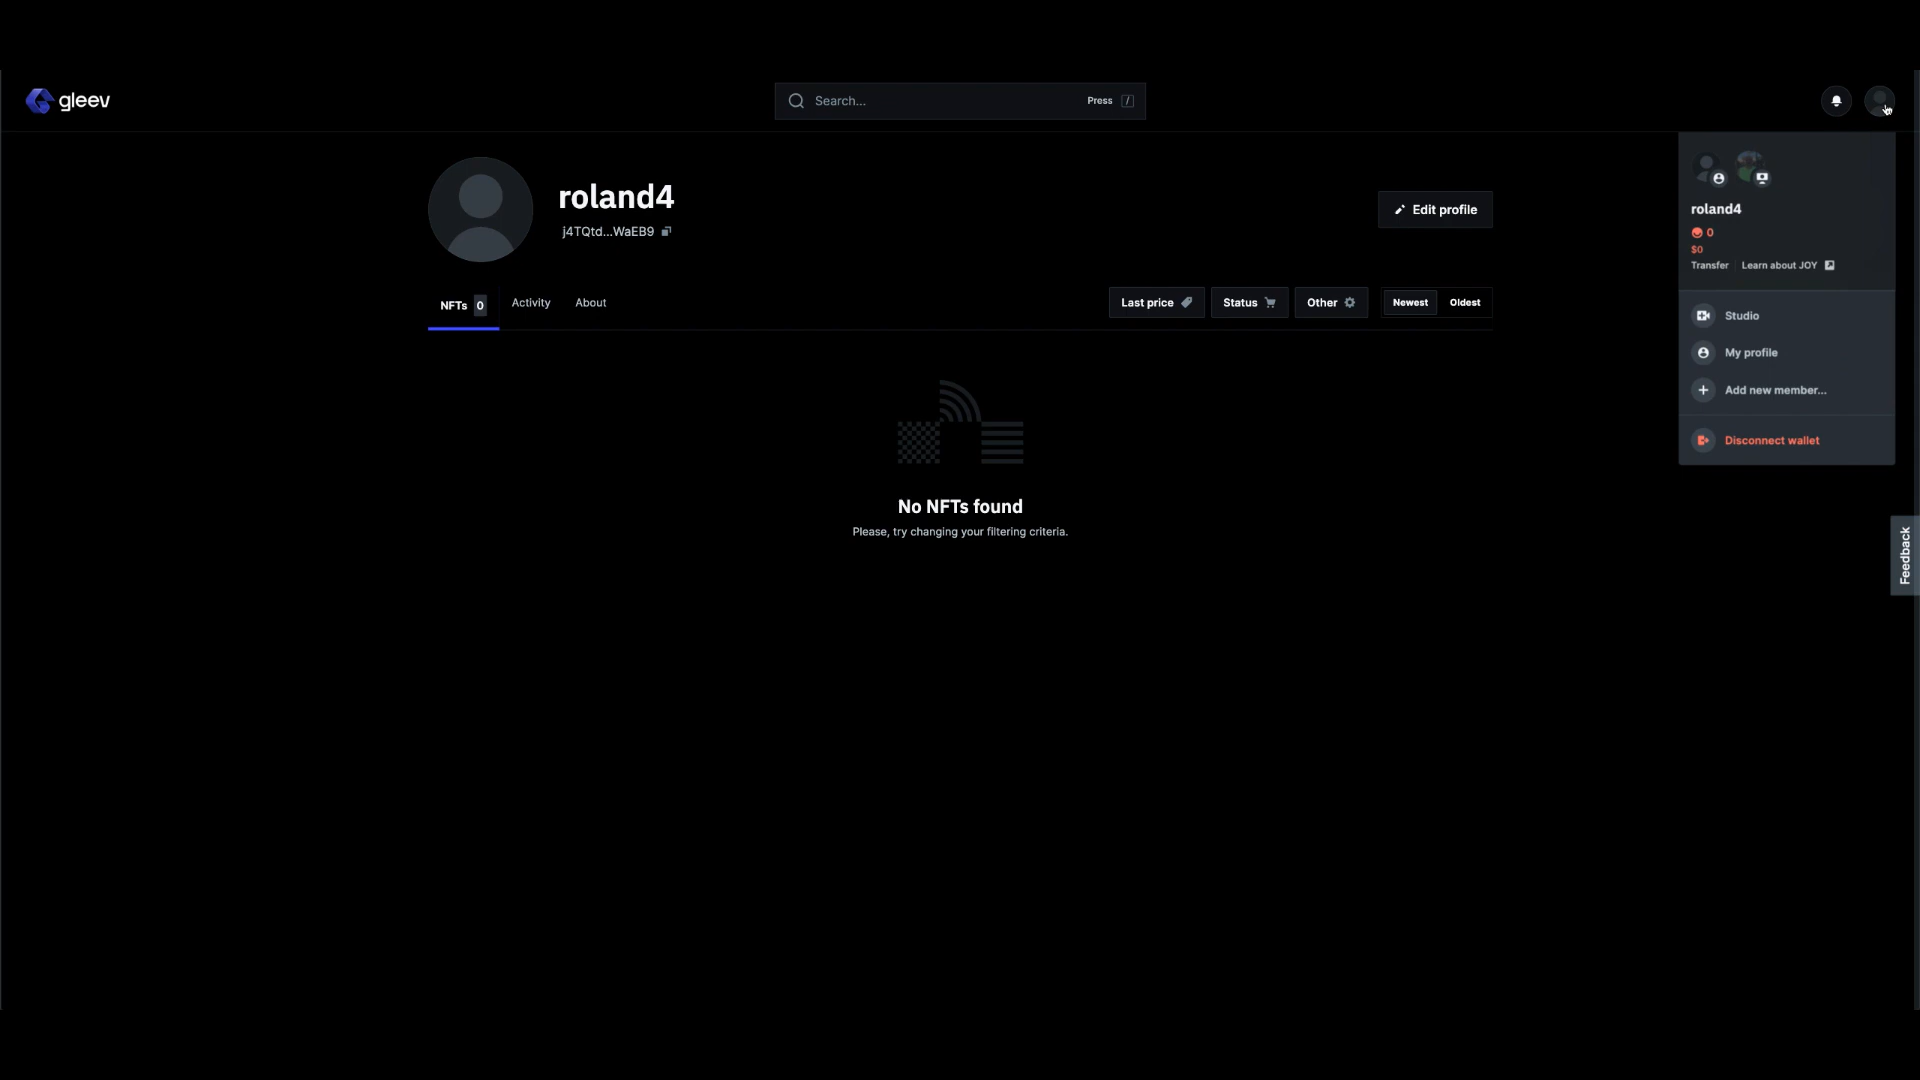 gleev
Search...
Press /
roland4
j4TQtd...WaEB9
Edit profile
NFTs 0
Activity
About
Last price
Status
Other
Newest
Oldest
No NFTs found
Please, try changing your filtering criteria.
roland4
0
$0
Transfer
Learn about JOY
Studio
My profile
Add new member...
Disconnect wallet
Feedback